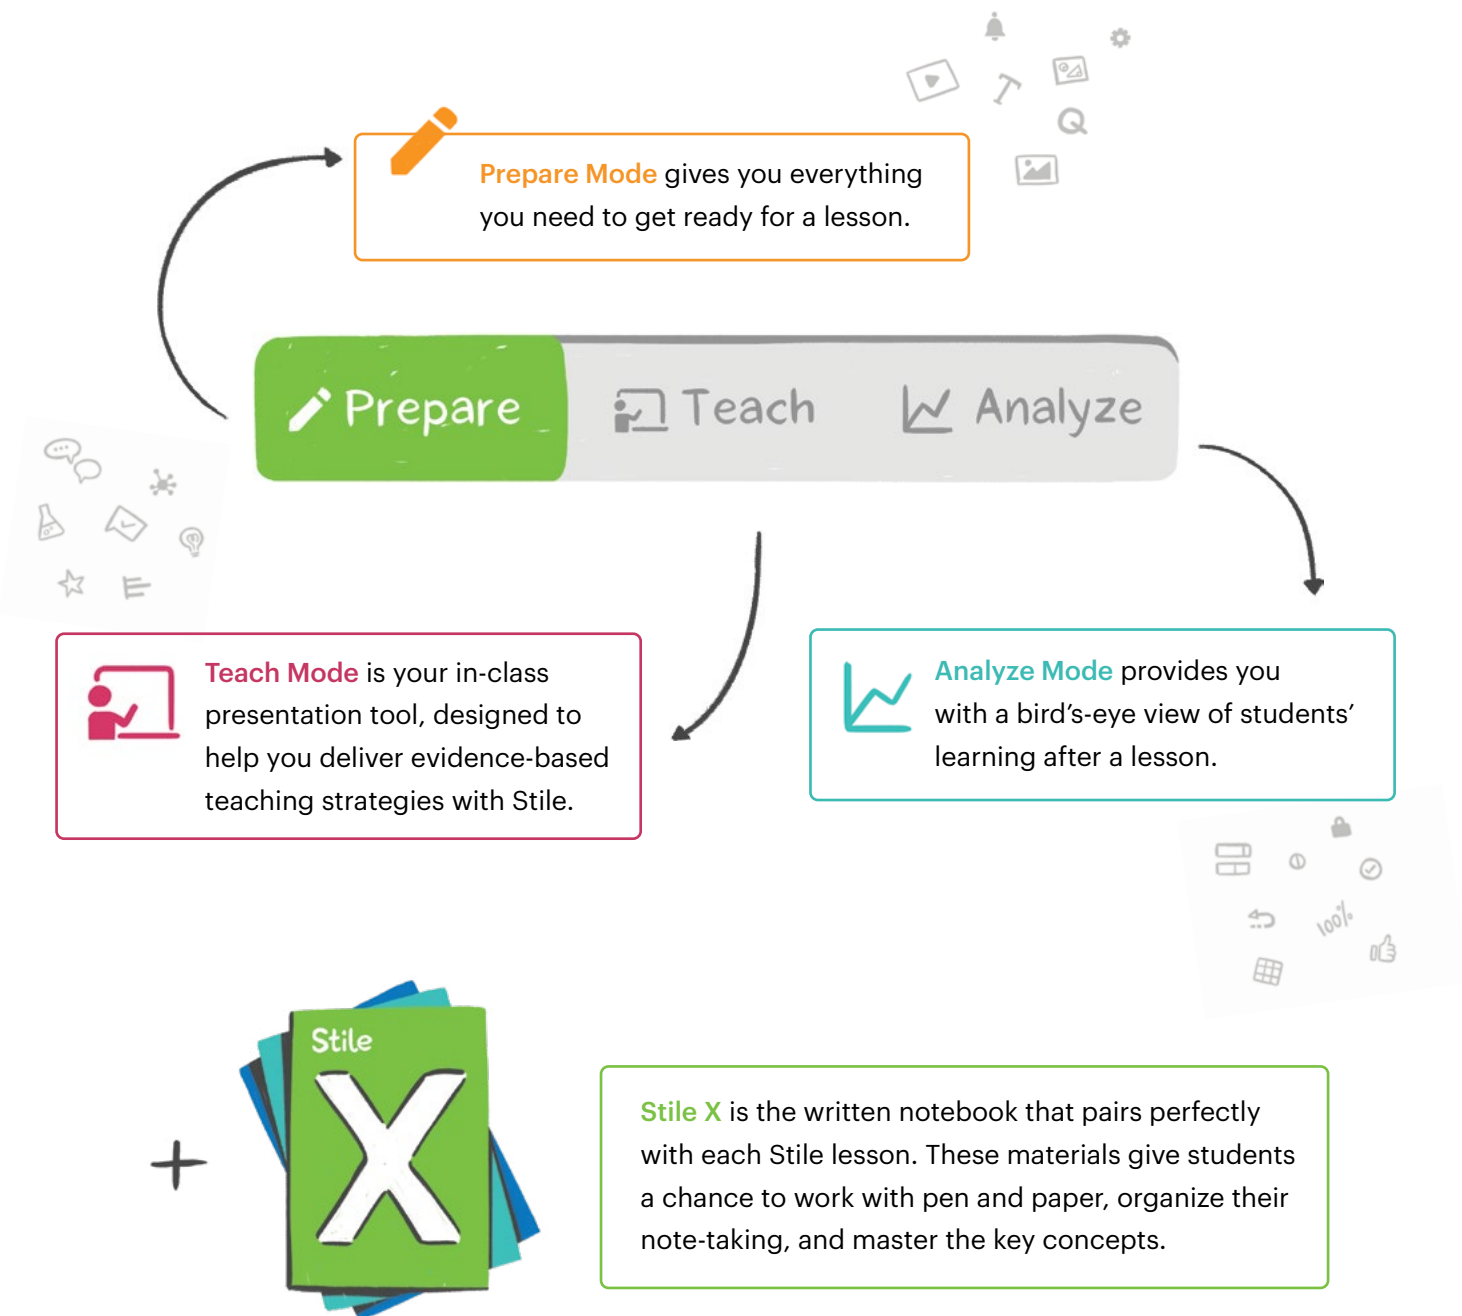 Prepare Mode gives you everything
you need to get ready for a lesson.
Prepare
Teach
Analyze
Teach Mode is your in-class
presentation tool, designed to
help you deliver evidence-based
teaching strategies with Stile.
Analyze Mode provides you
with a bird’s-eye view of students’
learning after a lesson.
100%
+
Stile
X
Stile X is the written notebook that pairs perfectly
with each Stile lesson. These materials give students
a chance to work with pen and paper, organize their
note-taking, and master the key concepts.